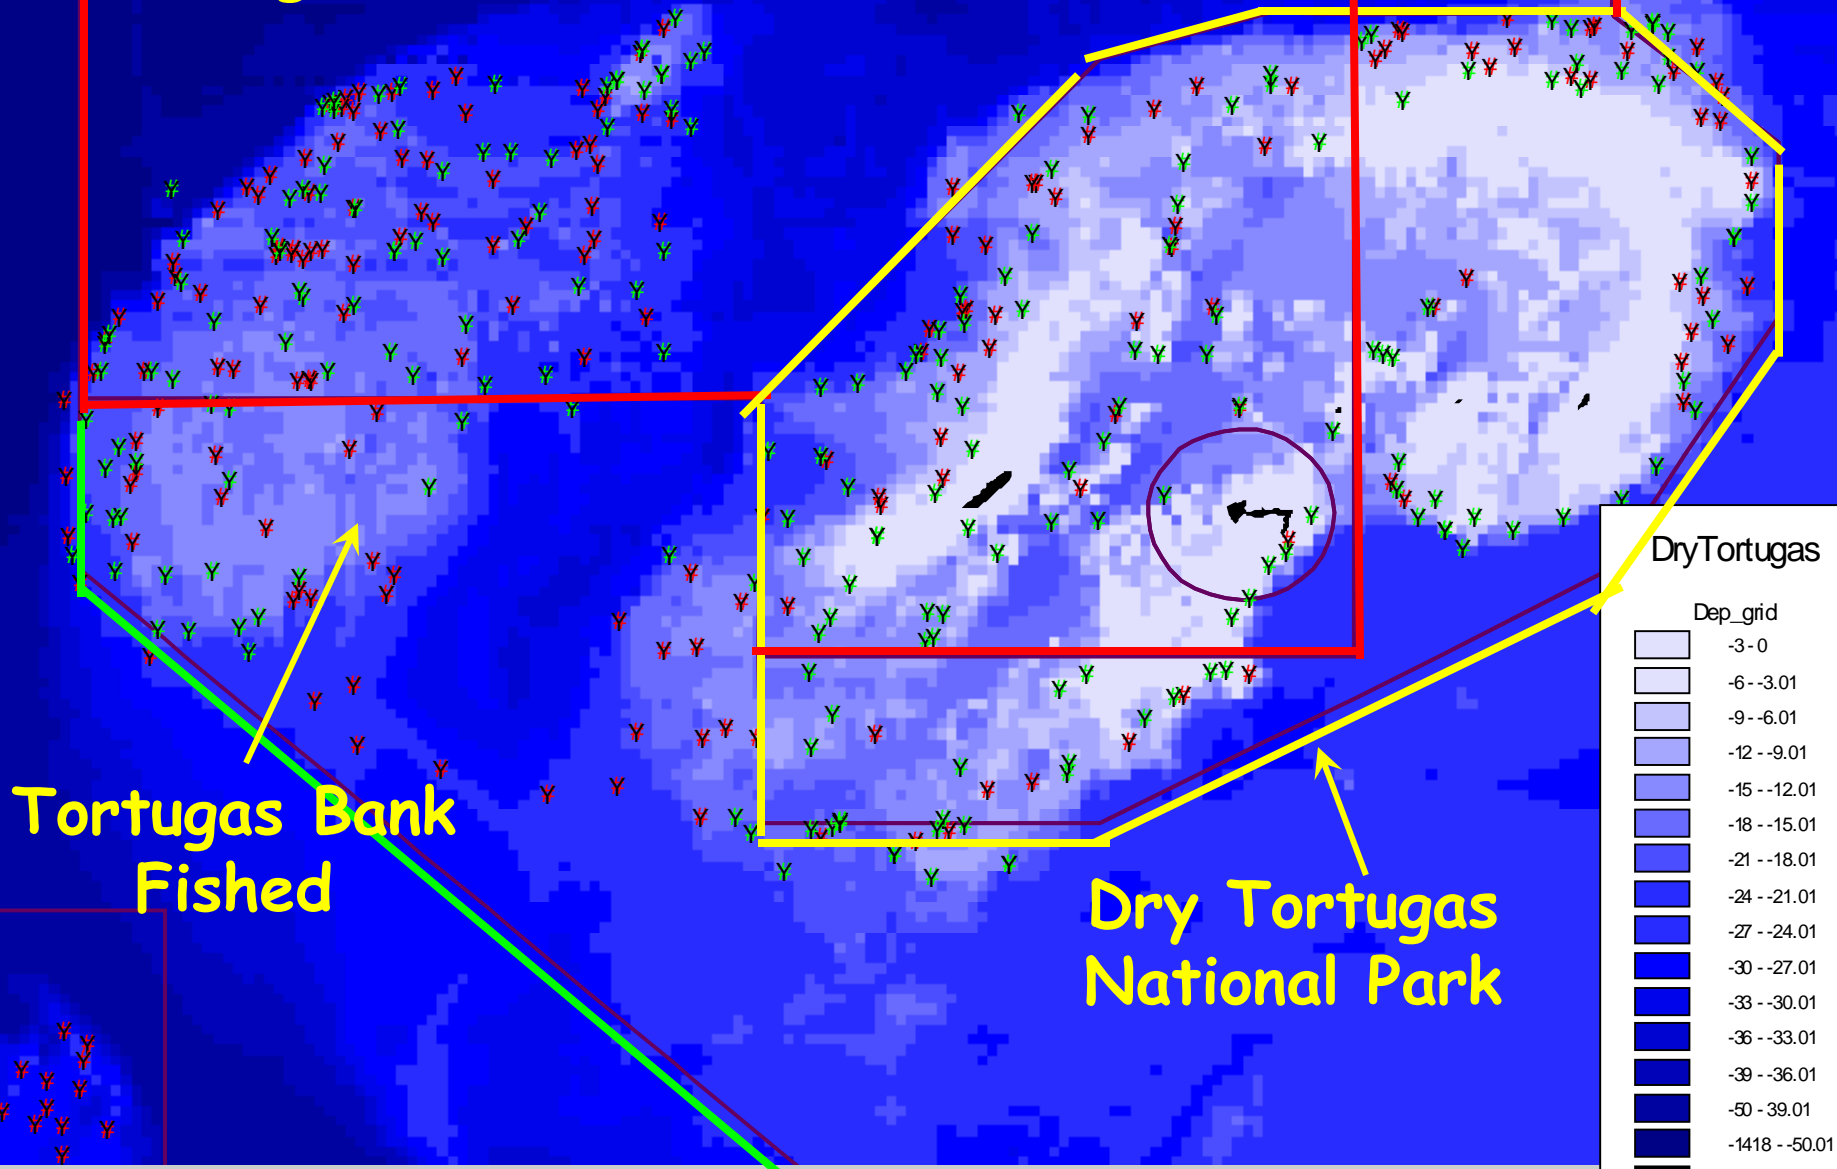 Tortugas Bank
Fished
Dry Tortugas
National Park
DryTortugas
Dep_grid
-3 - 0
-6 - -3.01
-9 - -6.01
-12 - -9.01
-15 - -12.01
-18 - -15.01
-21 - -18.01
-24 - -21.01
-27 - -24.01
-30 - -27.01
-33 - -30.01
-36 - -33.01
-39 - -36.01
-50 - 39.01
-1418 - -50.01